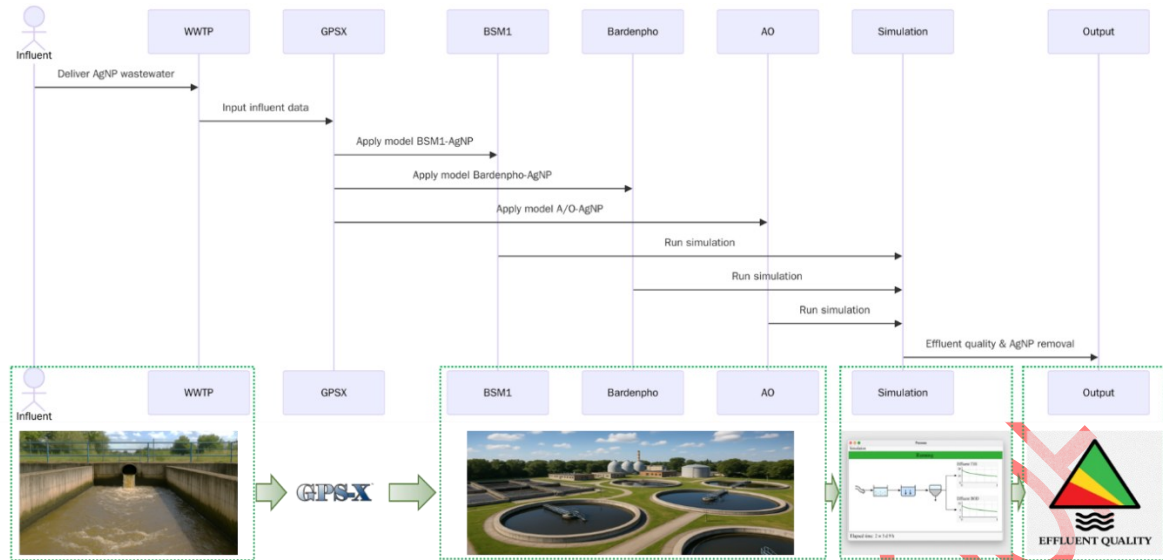 Influent
WWTP
GPSX
BSM1
Bardenpho
AO
Simulation
Output
Deliver AgNP wastewater
Input influent data
Apply model BSM1-AgNP
Apply model Bardenpho-AgNP
Apply model A/O-AgNP
Run simulation
Run simulation
Run simulation
Effluent quality & AgNP removal
Influent
WWTP
GPSX
BSM1
Bardenpho
AO
Simulation
Output
GPS-X
Simulation
Running
EFFLUENT QUALITY